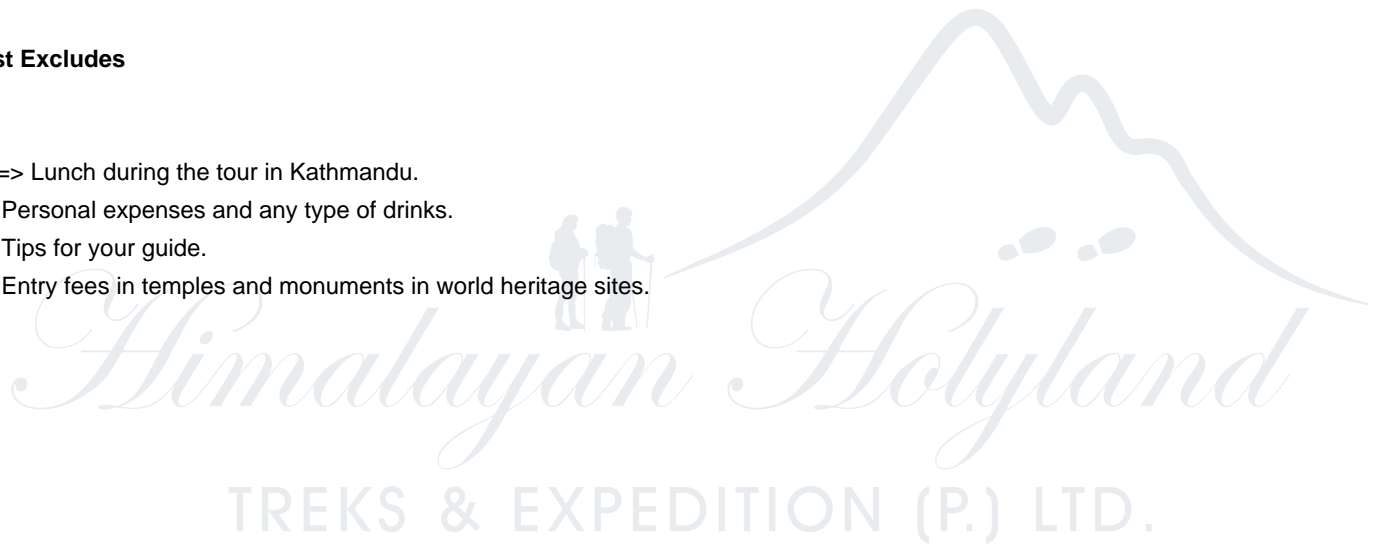 st Excludes
=> Lunch during the tour in Kathmandu.
Personal expenses and any type of drinks.
Tips for your guide.
Entry fees in temples and monuments in world heritage sites.
Himalayan Holyland
TREKS & EXPEDITION (P.) LTD.